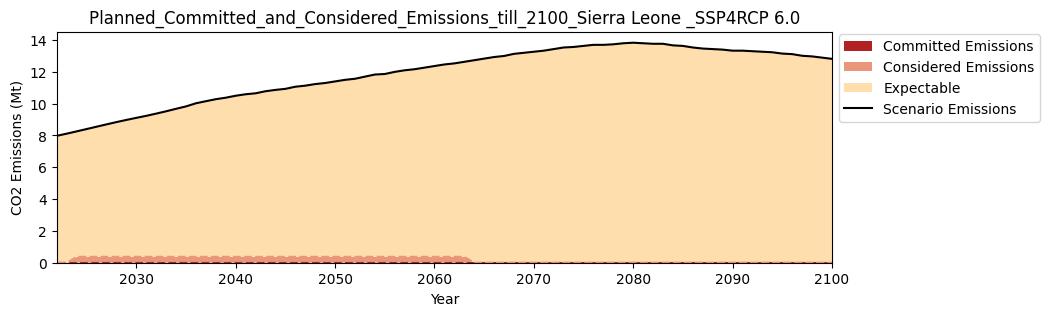 Planned_Committed_and_Considered_Emissions_till_2100_Sierra Leone _SSP4RCP 6.0
CO2 Emissions (Mt)
14
12
10
8
6
4
2
0
2030 2040 2050 2060 2070 2080 2090 2100
Year
Committed Emissions
Considered Emissions
Expectable
Scenario Emissions